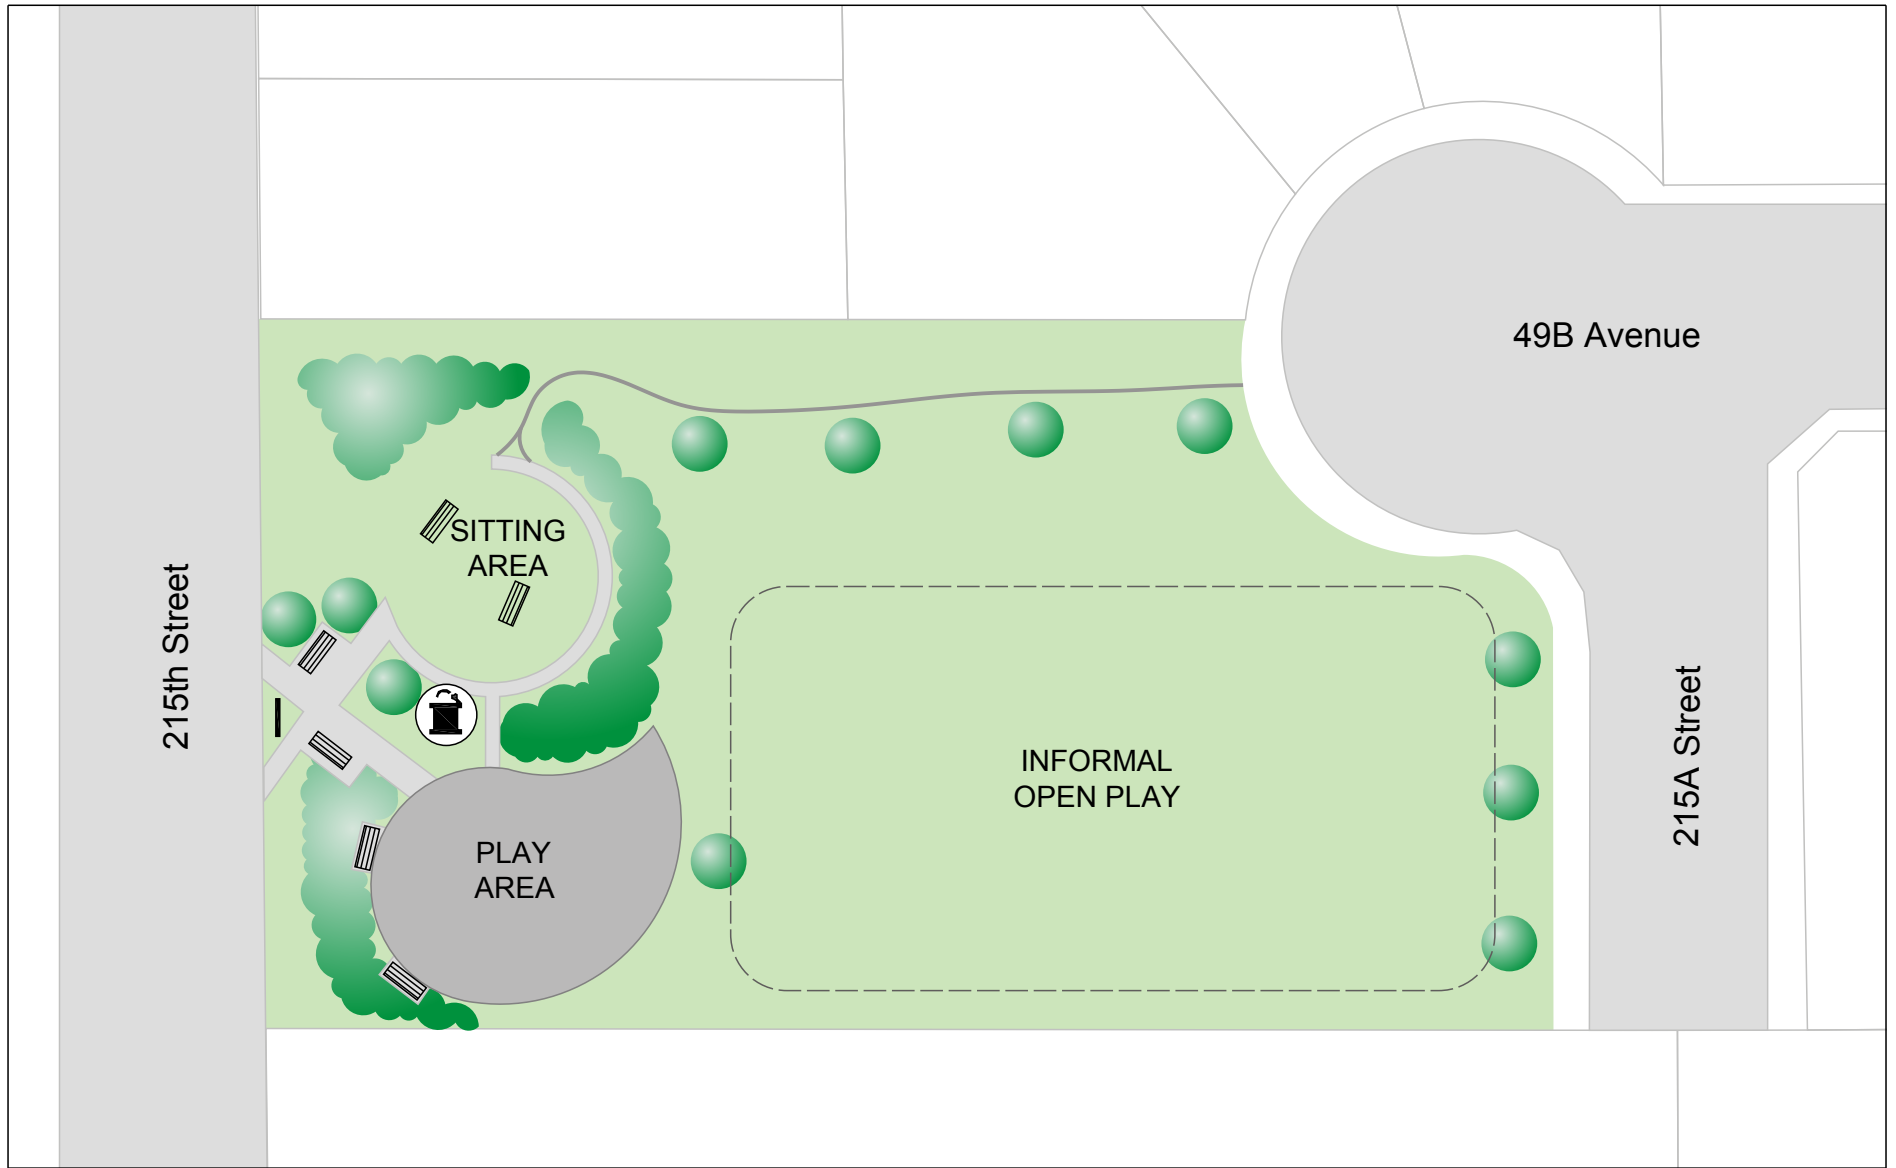 49B Avenue
SITTING
AREA
215th Street
215A Street
INFORMAL
OPEN PLAY
PLAY
AREA